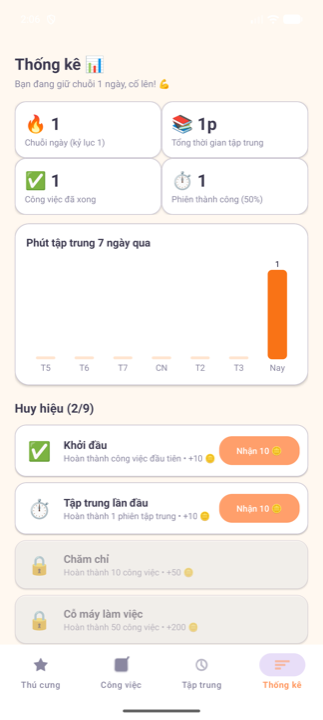 Thống kê 📊
Bạn đang giữ chuỗi 1 ngày, cố lên! 💪
🔥 1
Chuỗi ngày (kỷ lục 1)
📚 1p
Tổng thời gian tập trung
✅ 1
Công việc đã xong
⏱️ 1
Phiên thành công (50%)
Phút tập trung 7 ngày qua
1
T5 T6 T7 CN T2 T3 Nay
Huy hiệu (2/9)
Khởi đầu
Hoàn thành công việc đầu tiên • +10 🪙
Nhận 10 🪙
Tập trung lần đầu
Hoàn thành 1 phiên tập trung • +10 🪙
Nhận 10 🪙
Chăm chỉ
Hoàn thành 10 công việc • +50 🪙
Cỗ máy làm việc
Hoàn thành 50 công việc • +200 🪙
Thú cưng
Công việc
Tập trung
Thống kê